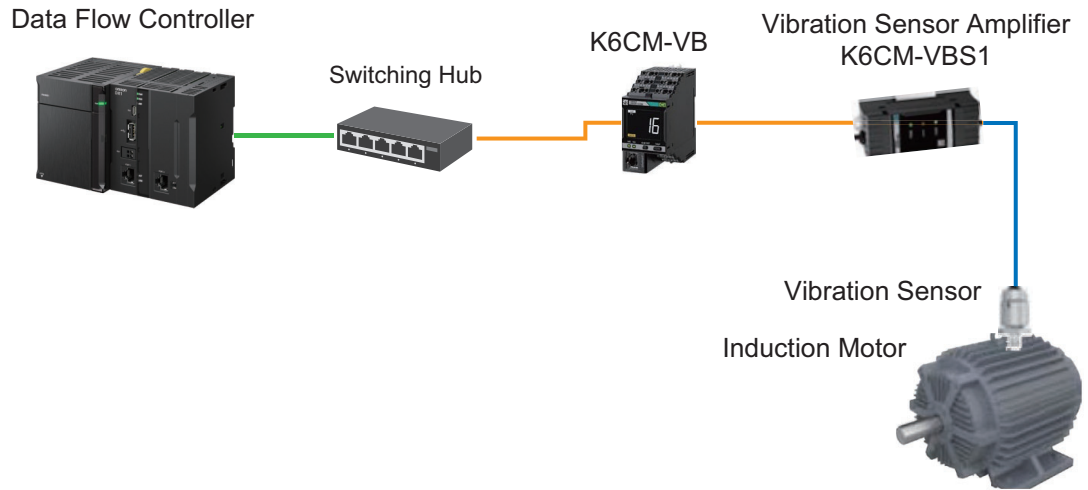 Data Flow Controller
Switching Hub
K6CM-VB
Vibration Sensor Amplifier
K6CM-VBS1
16
Vibration Sensor
Induction Motor